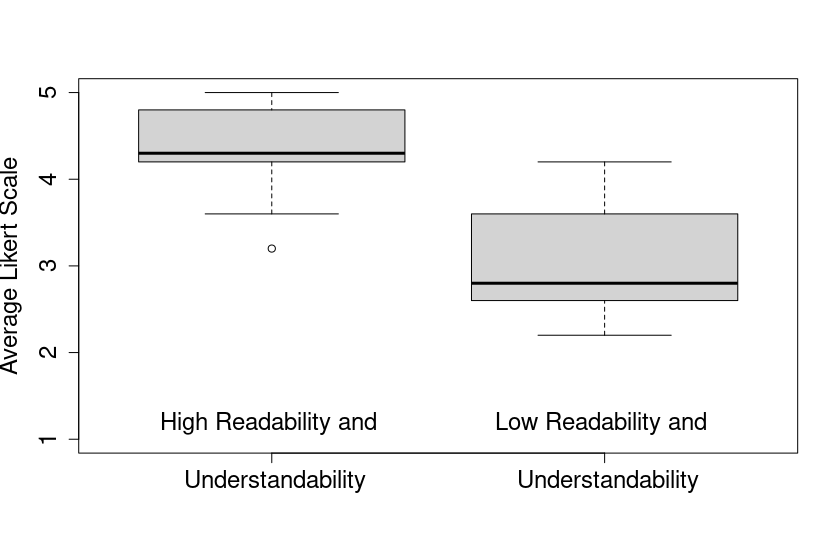 Average Likert Scale
5
4
3
2
1
High Readability and
Understandability
Low Readability and
Understandability